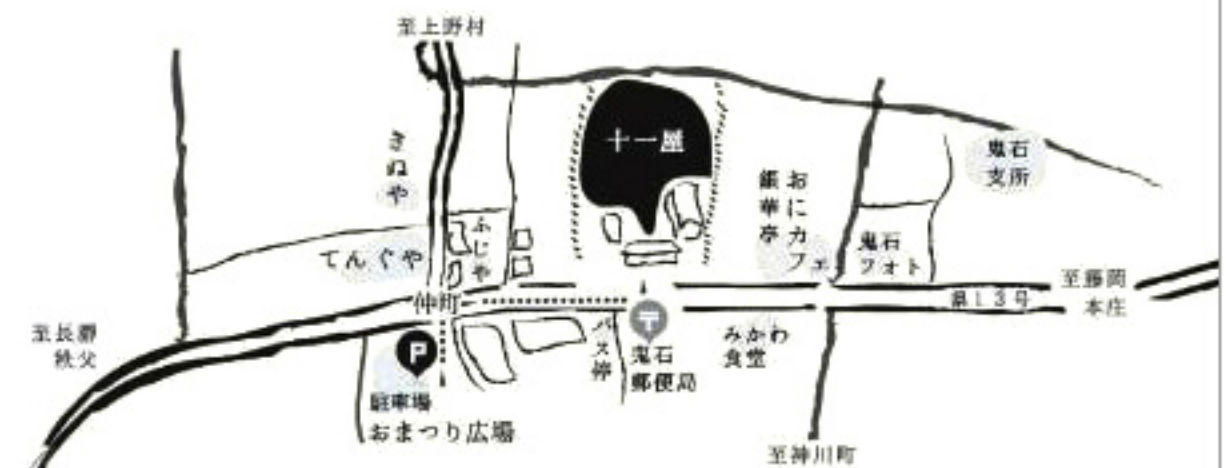 至上野村
きぬや
十一屋
鬼石
支所
おにカフェ
銀華亭
鬼石
フォト
てんぐや
ふじや
仲町
至藤岡
本庄
県13号
至長瀞
秩父
P
駐車場
おまつり広場
バス停
〒
鬼石
郵便局
みかわ
食堂
至神川町